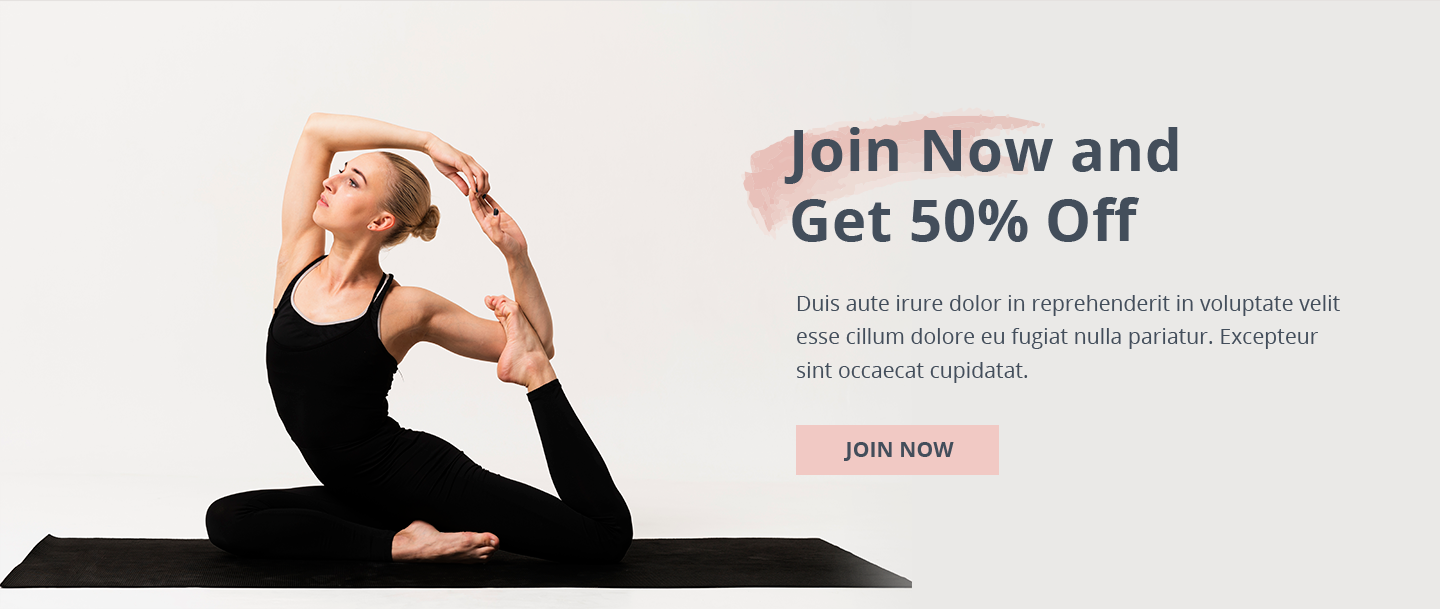 Join Now and
Get 50% Off
Duis aute irure dolor in reprehenderit in voluptate velit
esse cillum dolore eu fugiat nulla pariatur. Excepteur
sint occaecat cupidatat.
JOIN NOW